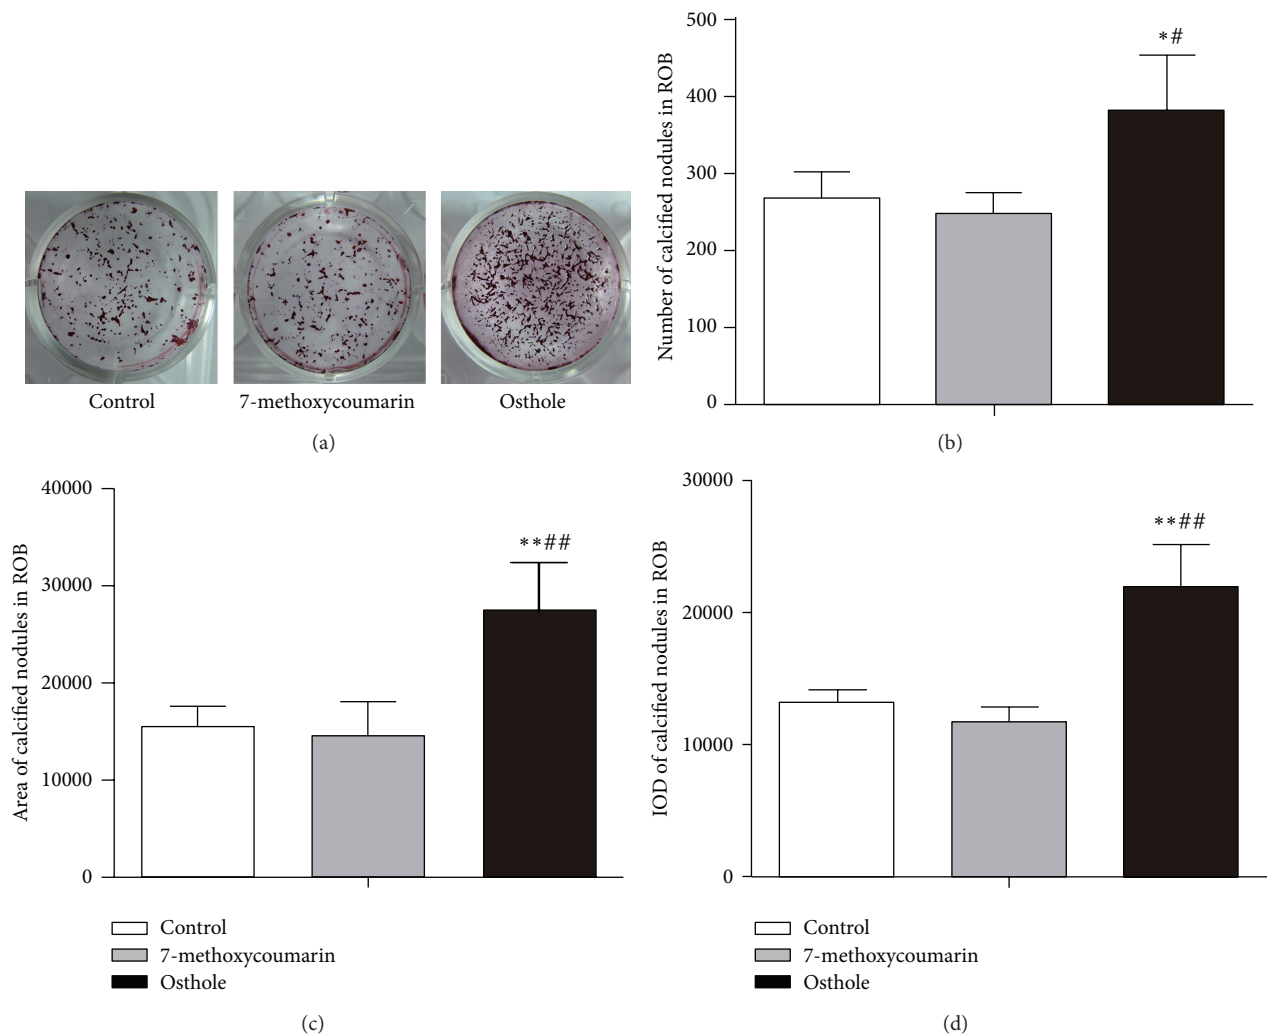 Control
7-methoxycoumarin
Osthole
(a)
Number of calcified nodules in ROB
500
400
300
200
100
0
*#
(b)
Area of calcified nodules in ROB
40000
30000
20000
10000
0
**##
Control
7-methoxycoumarin
Osthole
(c)
IOD of calcified nodules in ROB
30000
20000
10000
0
**##
Control
7-methoxycoumarin
Osthole
(d)